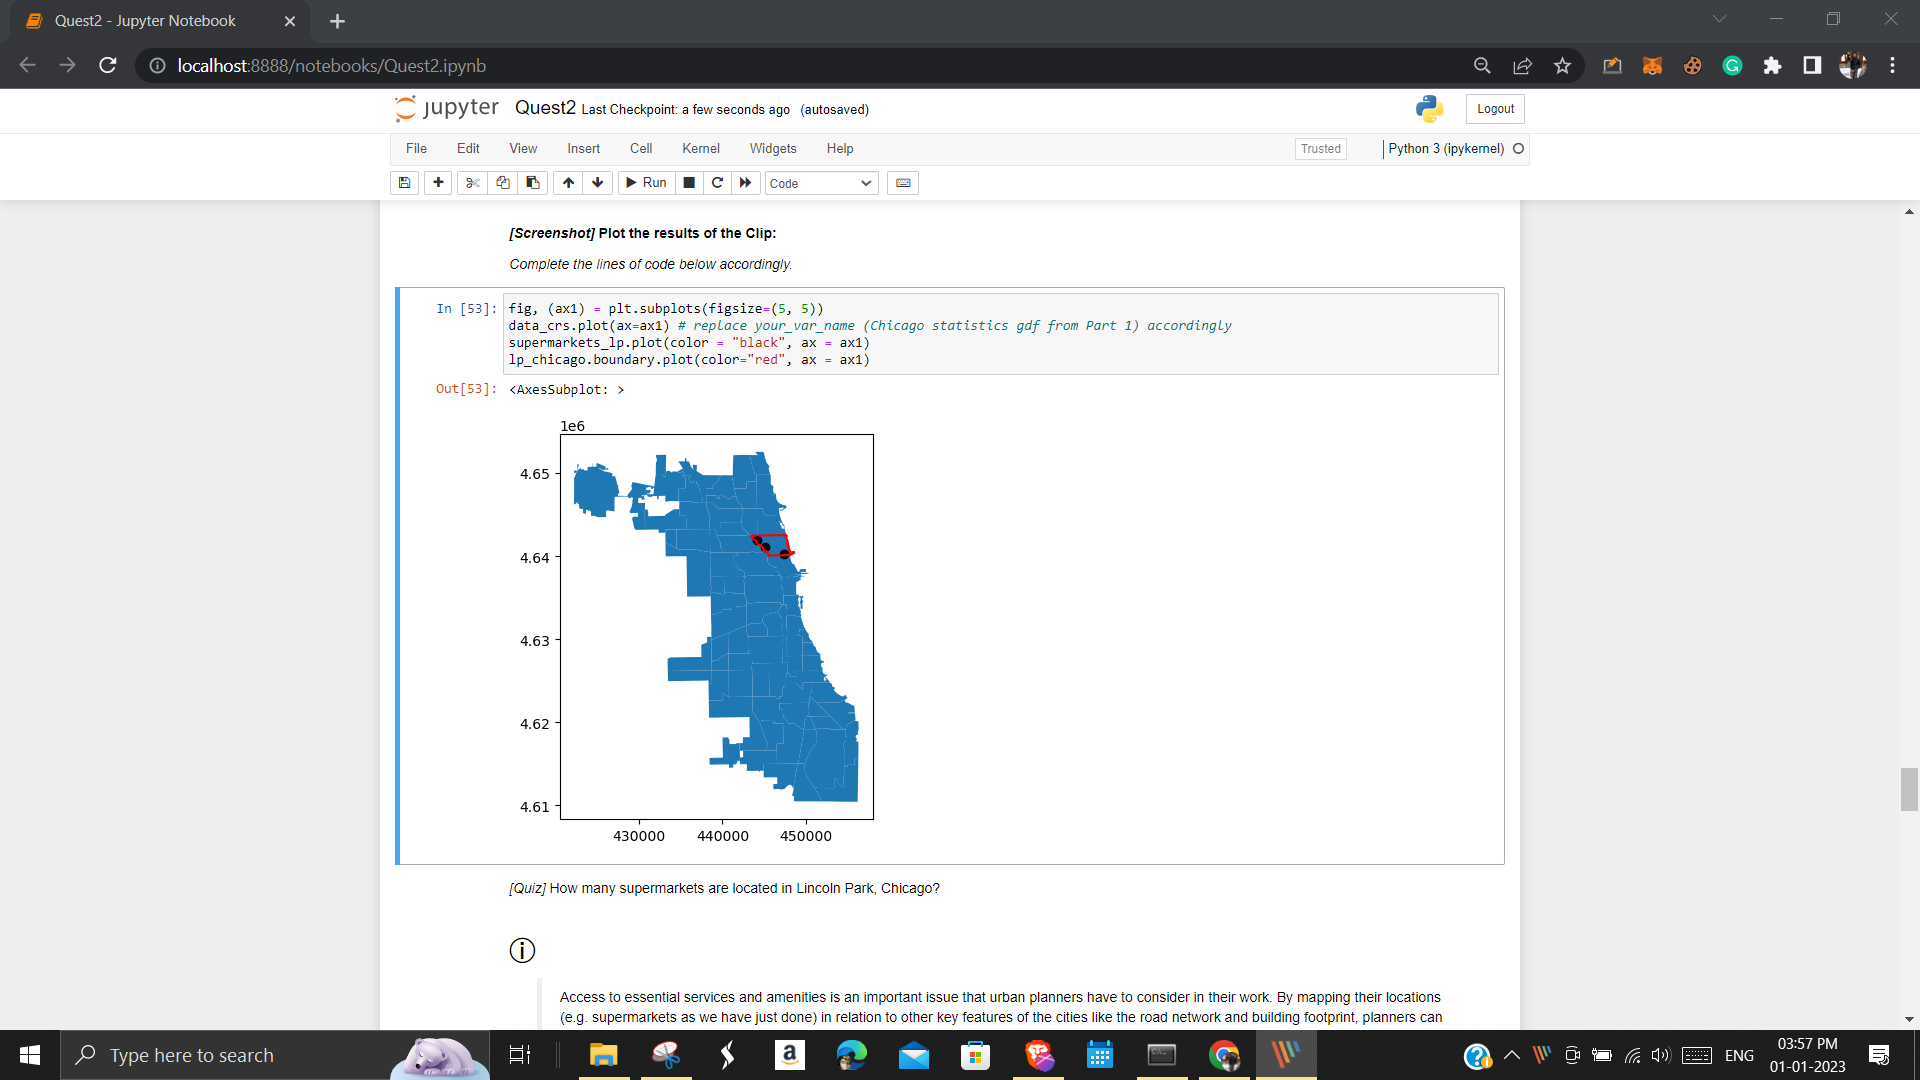 Quest2 - Jupyter Notebook
localhost:8888/notebooks/Quest2.ipynb
jupyter Quest2 Last Checkpoint: a few seconds ago (autosaved)
Logout
File Edit View Insert Cell Kernel Widgets Help
Trusted
Python 3 (ipykernel)
Run
Code
[Screenshot] Plot the results of the Clip:
Complete the lines of code below accordingly.
In [53]:
fig, (ax1) = plt.subplots(figsize=(5, 5))
data_crs.plot(ax=ax1) # replace your_var_name (Chicago statistics gdf from Part 1) accordingly
supermarkets_lp.plot(color = "black", ax = ax1)
lp_chicago.boundary.plot(color="red", ax = ax1)
Out[53]: <AxesSubplot: >
1e6
4.65
4.64
4.63
4.62
4.61
430000 440000 450000
[Quiz] How many supermarkets are located in Lincoln Park, Chicago?
Access to essential services and amenities is an important issue that urban planners have to consider in their work. By mapping their locations
(e.g. supermarkets as we have just done) in relation to other key features of the cities like the road network and building footprint, planners can
Type here to search
ENG
03:57 PM
01-01-2023